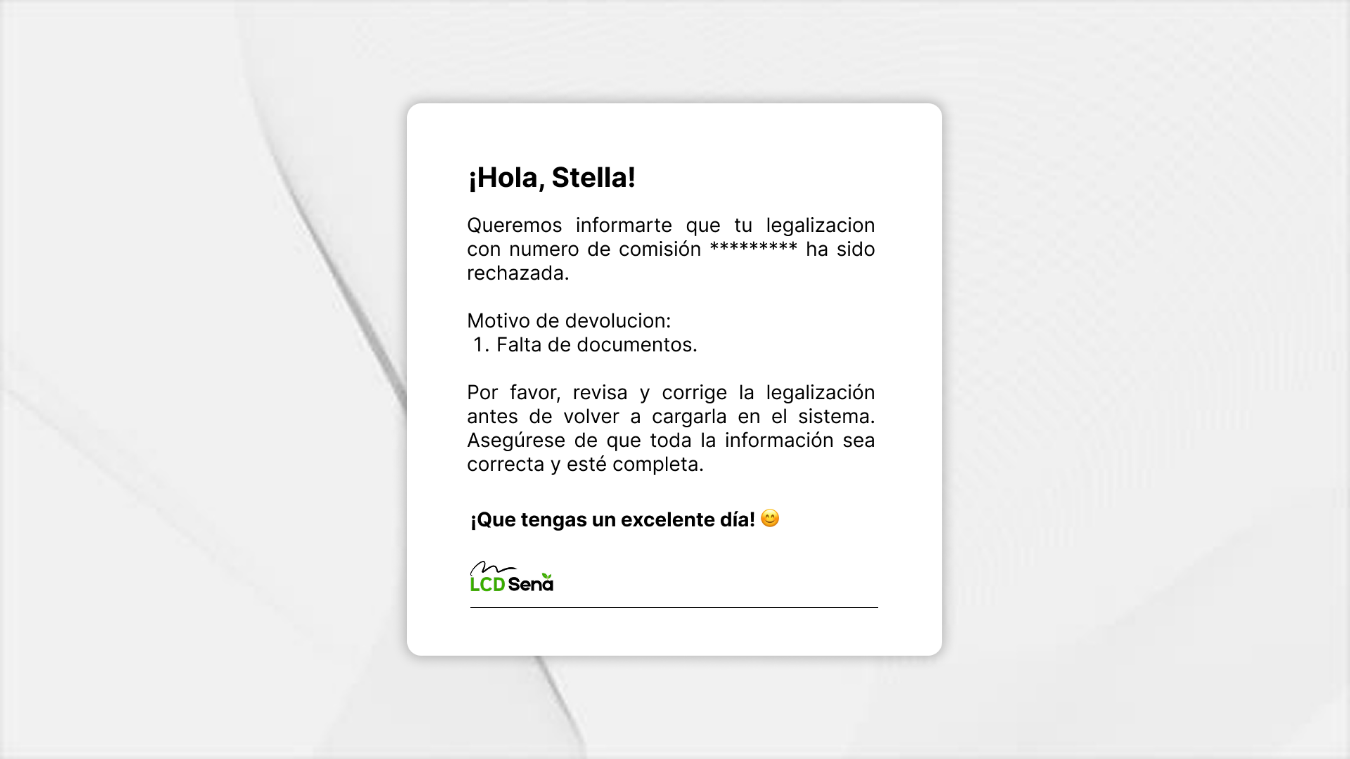 ¡Hola, Stella!
Queremos informarte que tu legalizacion
con numero de comisión ********* ha sido
rechazada.
Motivo de devolucion:
1. Falta de documentos.
Por favor, revisa y corrige la legalización
antes de volver a cargarla en el sistema.
Asegúrese de que toda la información sea
correcta y esté completa.
¡Que tengas un excelente día! 😊
LCD Sena